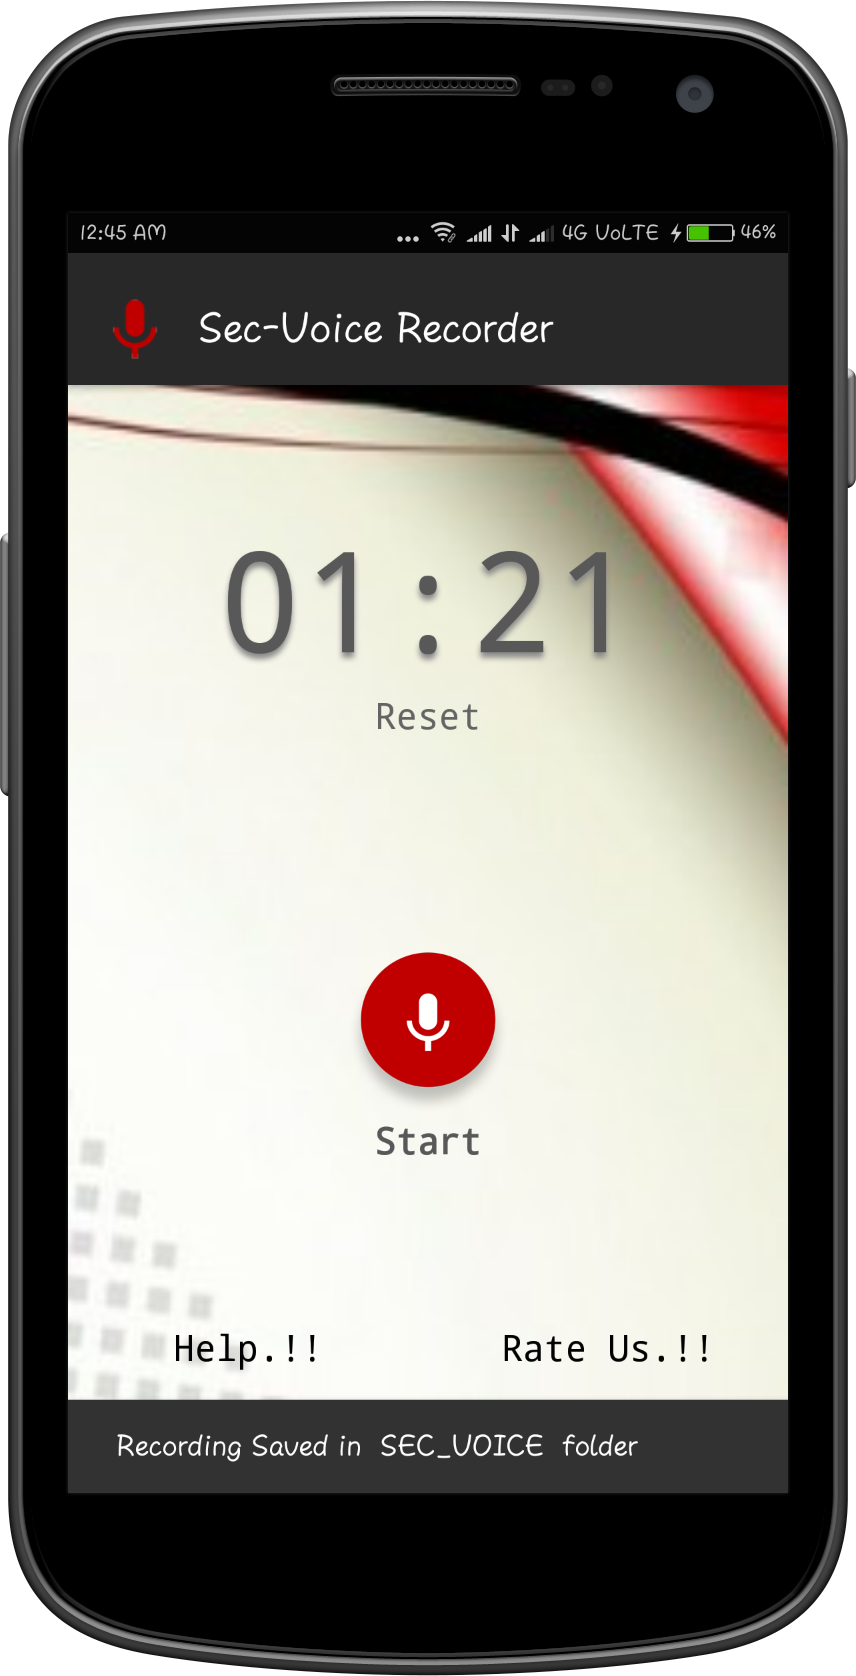 12:45 AM ... 4G VoLTE 46%
Sec-Voice Recorder
01:21
Reset
Start
Help.!! Rate Us.!!
Recording Saved in SEC_VOICE folder